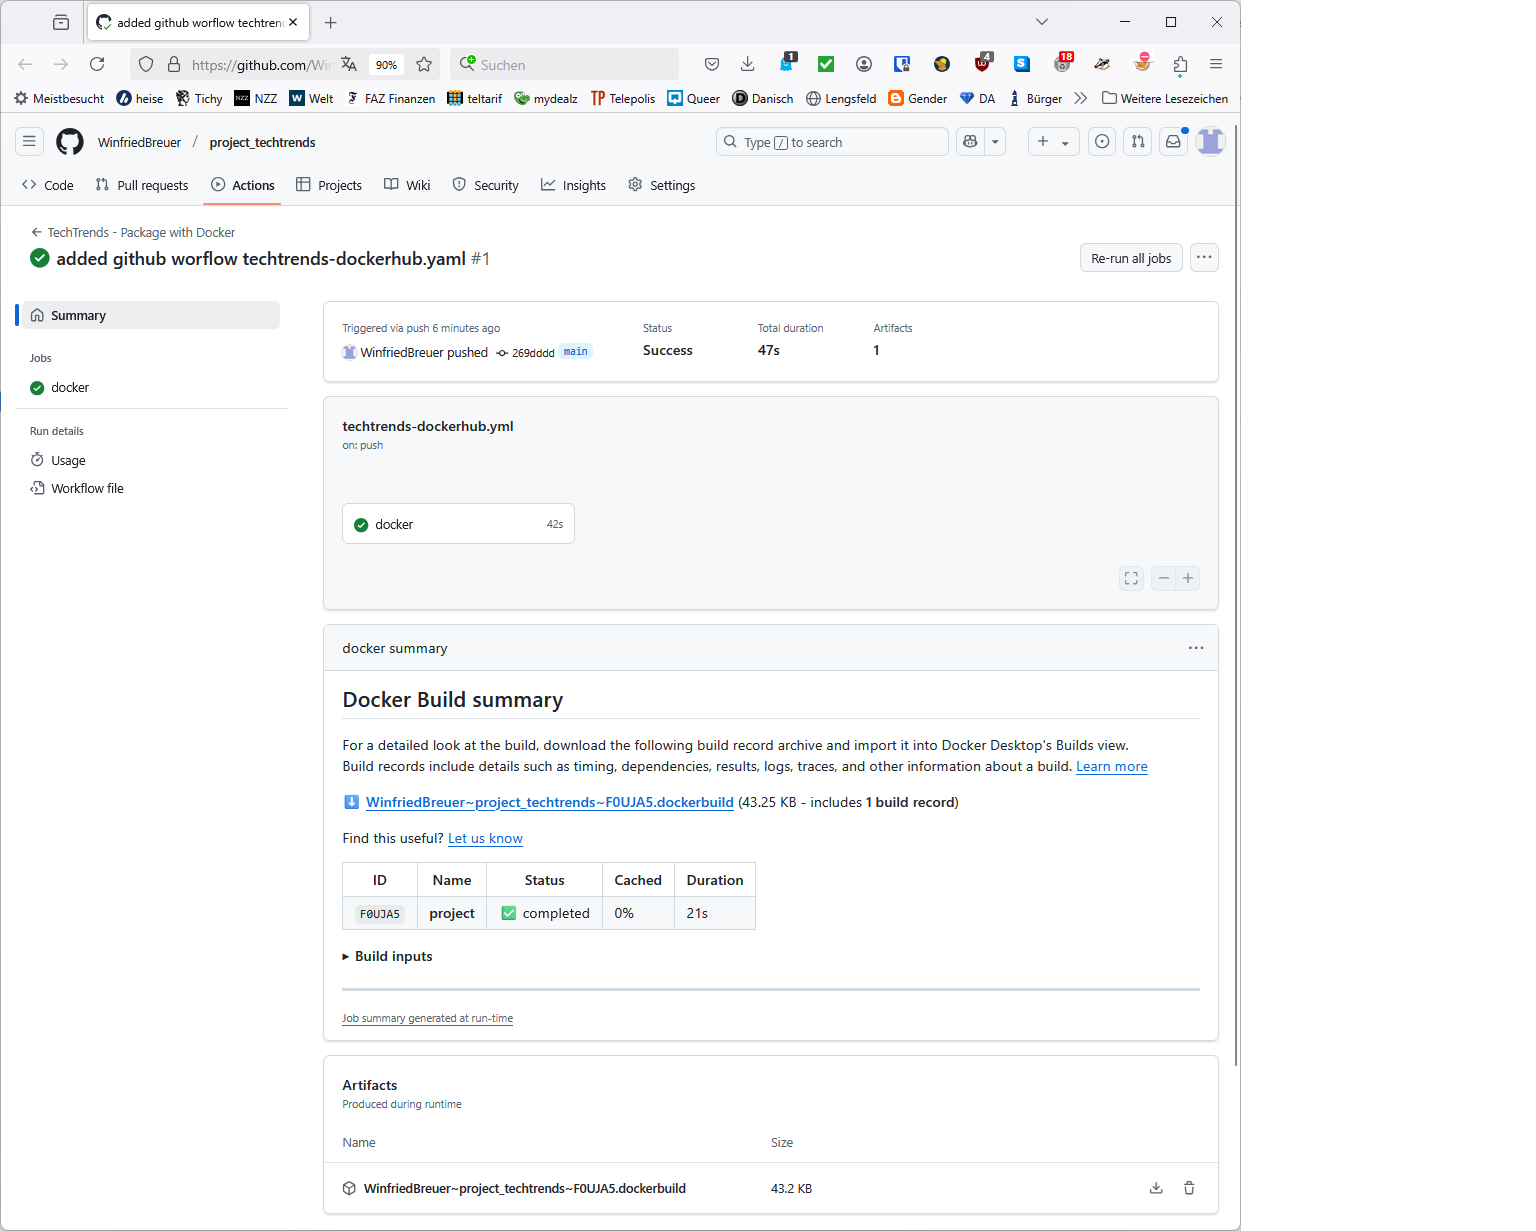 added github worflow techtren
https://github.com/Win
90%
Suchen
1
4
18
Meistbesucht
heise
Tichy
NZZ
NZZ
W
Welt
FAZ Finanzen
teltarif
mydealz
TP
Telepolis
Queer
D
Danisch
Lengsfeld
Gender
DA
Bürger
Weitere Lesezeichen
WinfriedBreuer / project_techtrends
Type / to search
Code
Pull requests
Actions
Projects
Wiki
Security
Insights
Settings
TechTrends - Package with Docker
added github worflow techtrends-dockerhub.yaml #1
Re-run all jobs
Summary
Jobs
docker
Run details
Usage
Workflow file
Triggered via push 6 minutes ago
Status
Total duration
Artifacts
WinfriedBreuer pushed 269dddd main
Success
47s
1
techtrends-dockerhub.yml
on: push
docker
42s
docker summary
Docker Build summary
For a detailed look at the build, download the following build record archive and import it into Docker Desktop's Builds view.
Build records include details such as timing, dependencies, results, logs, traces, and other information about a build. Learn more
WinfriedBreuer~project_techtrends~F0UJA5.dockerbuild (43.25 KB - includes 1 build record)
Find this useful? Let us know
ID Name Status Cached Duration
F0UJA5 project completed 0% 21s
Build inputs
Job summary generated at run-time
Artifacts
Produced during runtime
Name Size
WinfriedBreuer~project_techtrends~F0UJA5.dockerbuild 43.2 KB